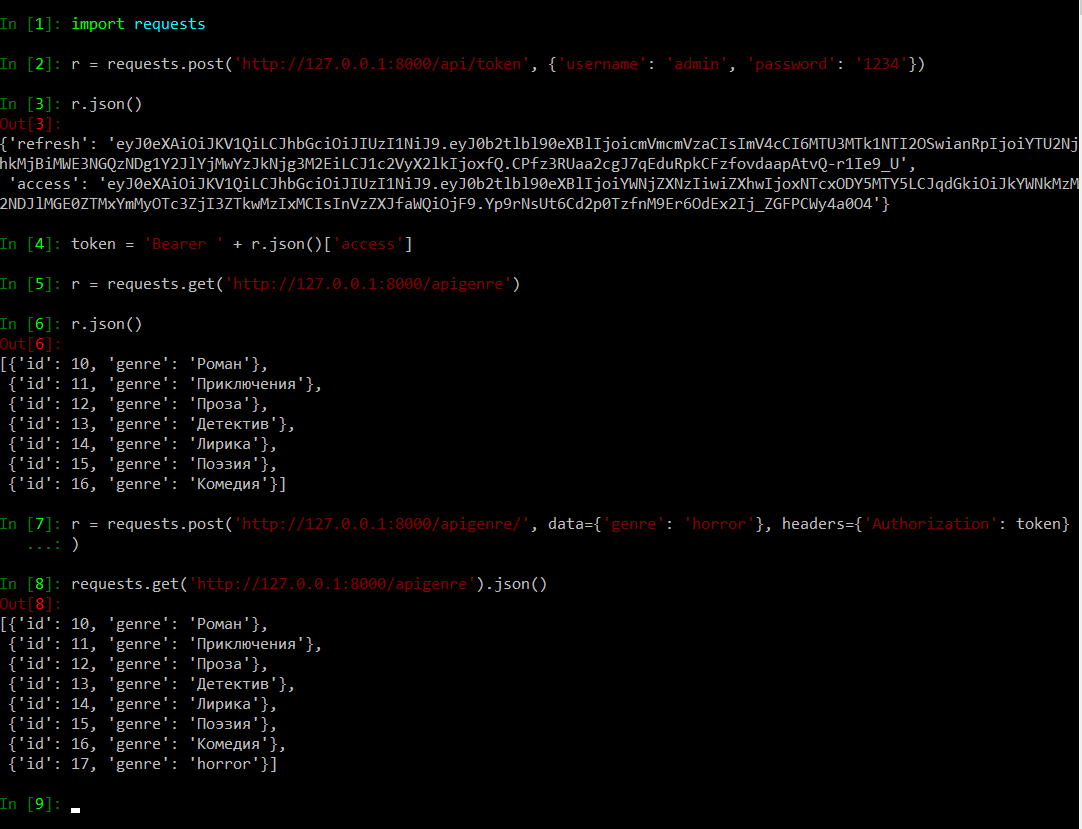 In [1]: import requests
In [2]: r = requests.post('http://127.0.0.1:8000/api/token', {'username': 'admin', 'password': '1234'})
In [3]: r.json()
Out[3]:
{'refresh': 'eyJ0eXAiOiJKV1QiLCJhbGciOiJIUzI1NiJ9.eyJ0b2tlbl90eXBlIjoicmVmcmVzaCIsImV4cCI6MTU3MTk1NTI2OSwianRpIjoiYTU2Nj
hkMjBiMWE3NGQzNDg1Y2JlYjMwYzJkNjg3M2EiLCJ1c2VyX2lkIjoxfQ.CPfz3RUaa2cgJ7qEduRpkCFzfovdaapAtvQ-r1Ie9_U',
'access': 'eyJ0eXAiOiJKV1QiLCJhbGciOiJIUzI1NiJ9.eyJ0b2tlbl90eXBlIjoiYWNjZXNzIiwiZXhwIjoxNTcxODY5MTY5LCJqdGkiOiJkYWNkMzM
2NDJlMGE0ZTMxYmMyOTc3ZjI3ZTkwMzIxMCIsInVzZXJfaWQiOjF9.Yp9rNsUt6Cd2p0TzfnM9Er6OdEx2Ij_ZGFPCWy4a0O4'}
In [4]: token = 'Bearer ' + r.json()['access']
In [5]: r = requests.get('http://127.0.0.1:8000/apigenre')
In [6]: r.json()
Out[6]:
[{'id': 10, 'genre': 'Роман'},
{'id': 11, 'genre': 'Приключения'},
{'id': 12, 'genre': 'Проза'},
{'id': 13, 'genre': 'Детектив'},
{'id': 14, 'genre': 'Лирика'},
{'id': 15, 'genre': 'Поэзия'},
{'id': 16, 'genre': 'Комедия'}]
In [7]: r = requests.post('http://127.0.0.1:8000/apigenre/', data={'genre': 'horror'}, headers={'Authorization': token}
...: )
In [8]: requests.get('http://127.0.0.1:8000/apigenre').json()
Out[8]:
[{'id': 10, 'genre': 'Роман'},
{'id': 11, 'genre': 'Приключения'},
{'id': 12, 'genre': 'Проза'},
{'id': 13, 'genre': 'Детектив'},
{'id': 14, 'genre': 'Лирика'},
{'id': 15, 'genre': 'Поэзия'},
{'id': 16, 'genre': 'Комедия'},
{'id': 17, 'genre': 'horror'}]
In [9]: